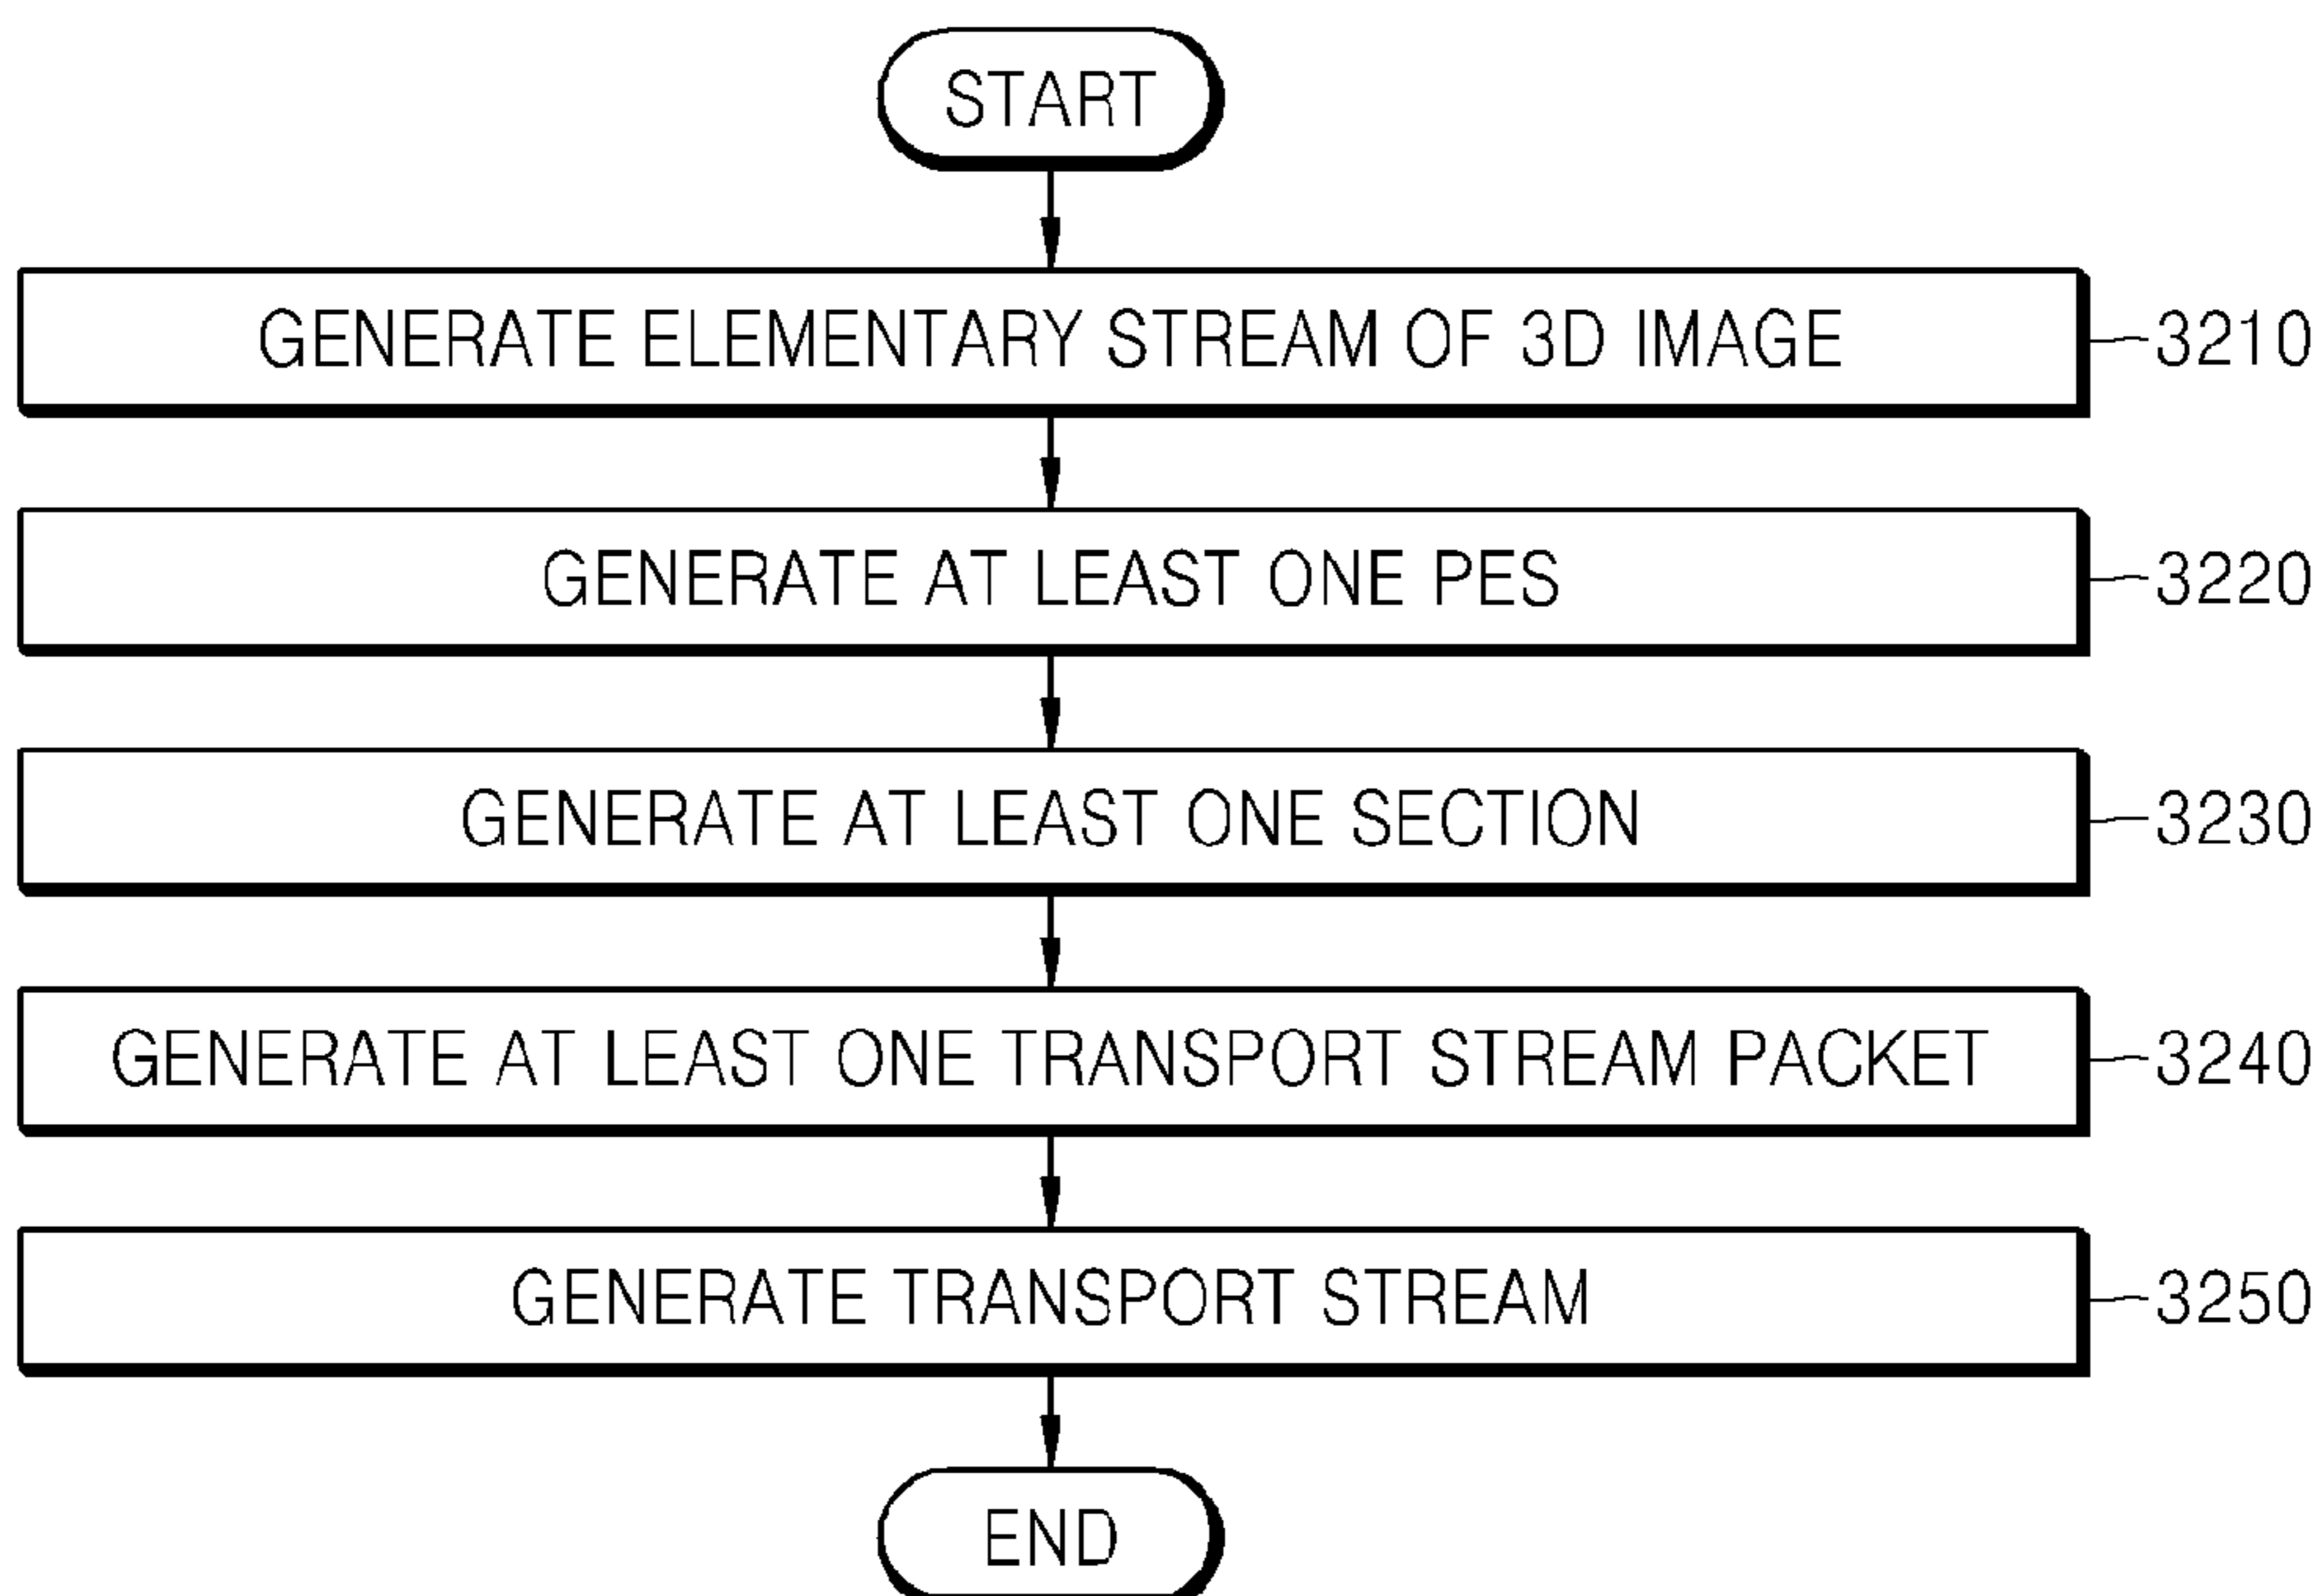 START
GENERATE ELEMENTARY STREAM OF 3D IMAGE 3210
GENERATE AT LEAST ONE PES 3220
GENERATE AT LEAST ONE SECTION 3230
GENERATE AT LEAST ONE TRANSPORT STREAM PACKET 3240
GENERATE TRANSPORT STREAM 3250
END